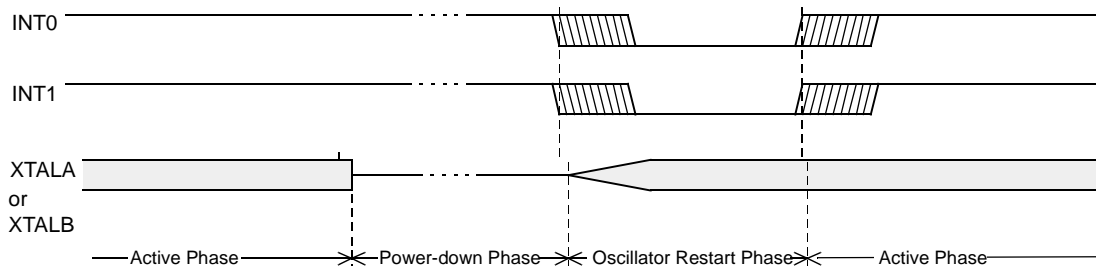 INT0
INT1
XTALA
or
XTALB
Active Phase Power-down Phase Oscillator Restart Phase Active Phase